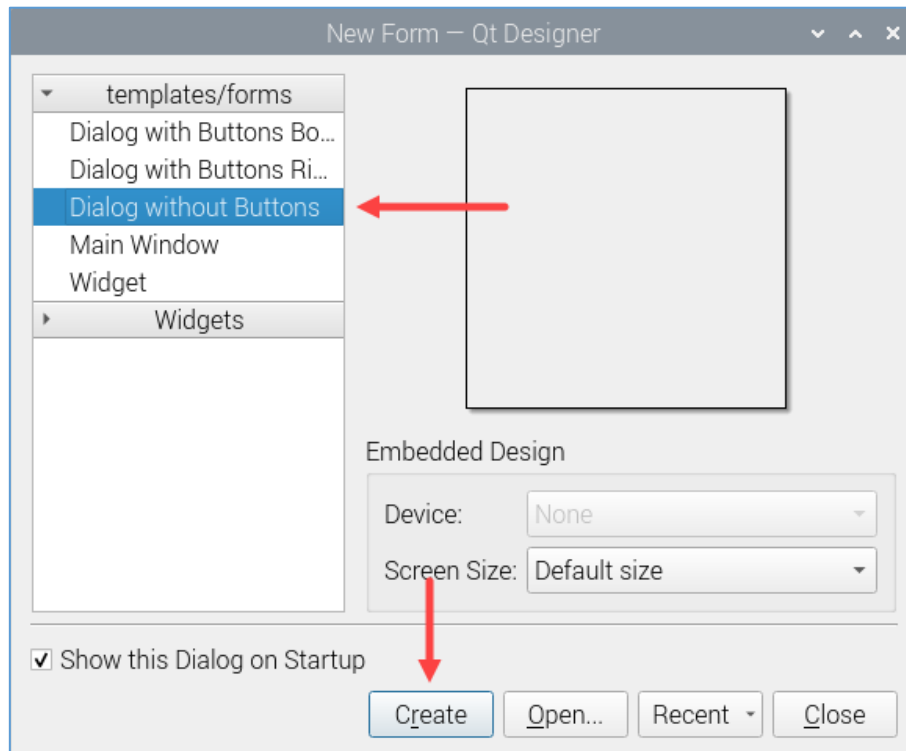 New Form — Qt Designer
templates/forms
Dialog with Buttons Bo...
Dialog with Buttons Ri...
Dialog without Buttons
Main Window
Widget
Widgets
Embedded Design
Device: None
Screen Size: Default size
Show this Dialog on Startup
Create Open... Recent Close